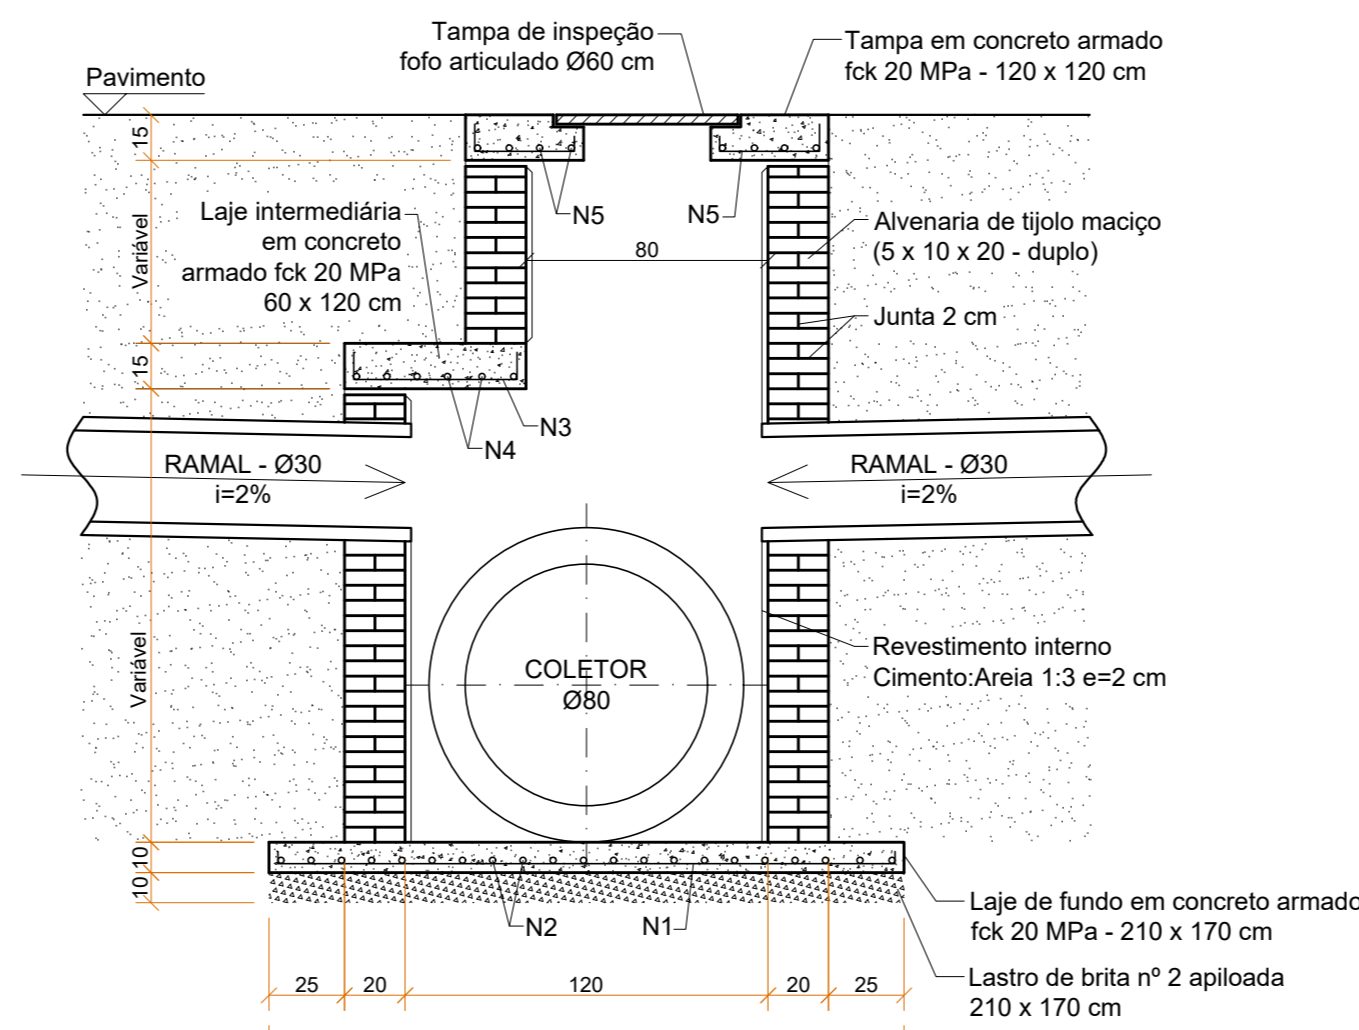 Tampa de inspeção
fofo articulado Ø60 cm
Tampa em concreto armado
fck 20 MPa - 120 x 120 cm
Pavimento
15
Variável
15
Variável
10
10
Laje intermediária
em concreto
armado fck 20 MPa
60 x 120 cm
N5
N5
80
Alvenaria de tijolo maciço
(5 x 10 x 20 - duplo)
Junta 2 cm
N3
N4
RAMAL - Ø30
i=2%
RAMAL - Ø30
i=2%
COLETOR
Ø80
Revestimento interno
Cimento:Areia 1:3 e=2 cm
N2
N1
Laje de fundo em concreto armado
fck 20 MPa - 210 x 170 cm
Lastro de brita nº 2 apiloada
210 x 170 cm
25
20
120
20
25